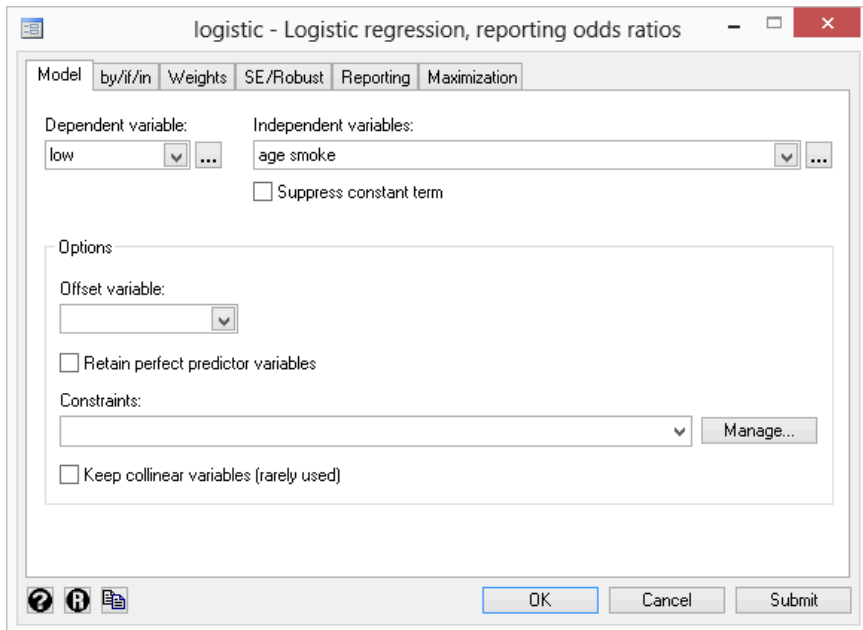 logistic - Logistic regression, reporting odds ratios
Model by/if/in Weights SE/Robust Reporting Maximization
Dependent variable: Independent variables:
low ... age smoke ...
Suppress constant term
Options
Offset variable:
Retain perfect predictor variables
Constraints:
Manage...
Keep collinear variables (rarely used)
? R OK Cancel Submit